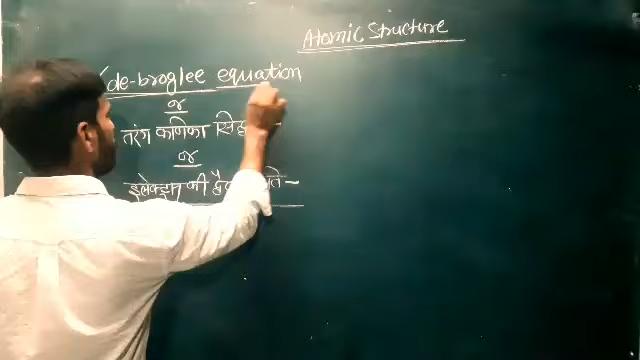 Atomic Structure
de-broglee equation
OR
तरंग कणिका
OR
इलेक्ट्रान की